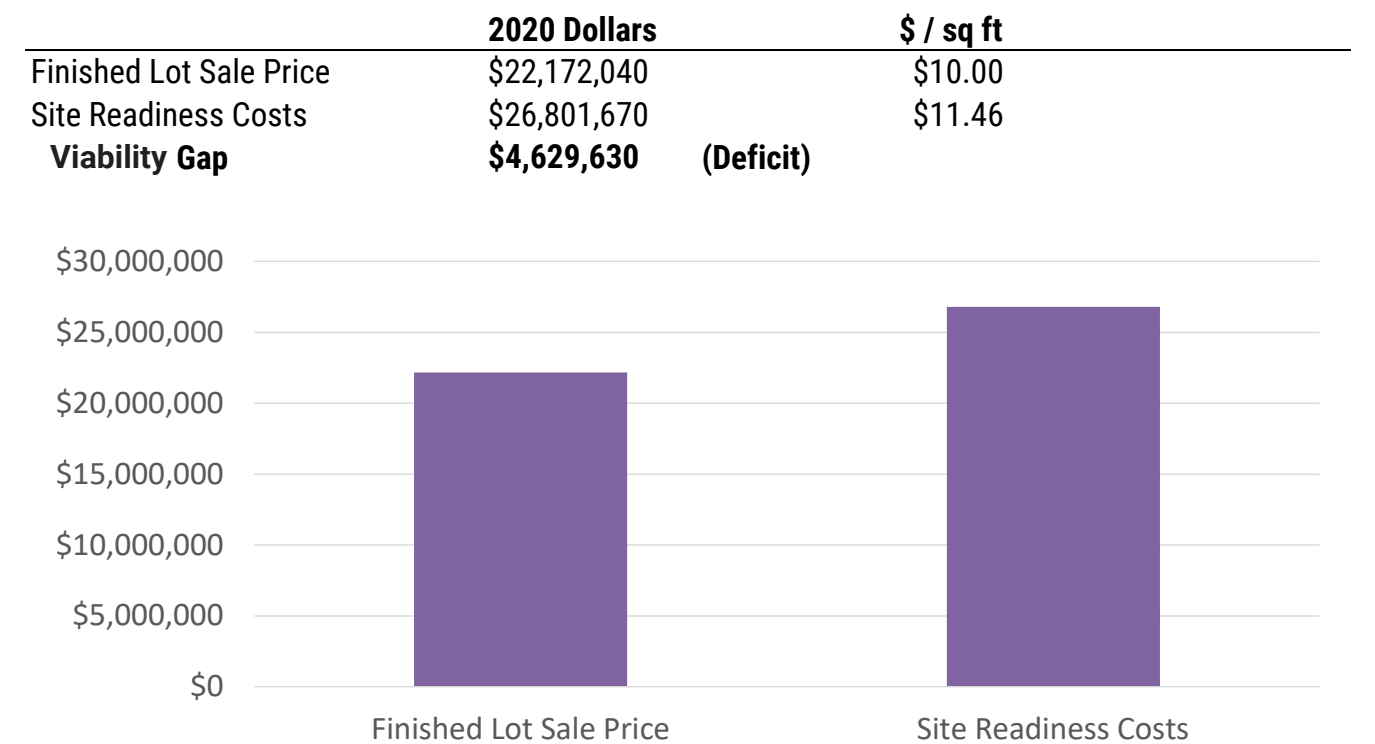 2020 Dollars $ / sq ft
Finished Lot Sale Price $22,172,040 $10.00
Site Readiness Costs $26,801,670 $11.46
Viability Gap $4,629,630 (Deficit)
$30,000,000
$25,000,000
$20,000,000
$15,000,000
$10,000,000
$5,000,000
$0
Finished Lot Sale Price Site Readiness Costs